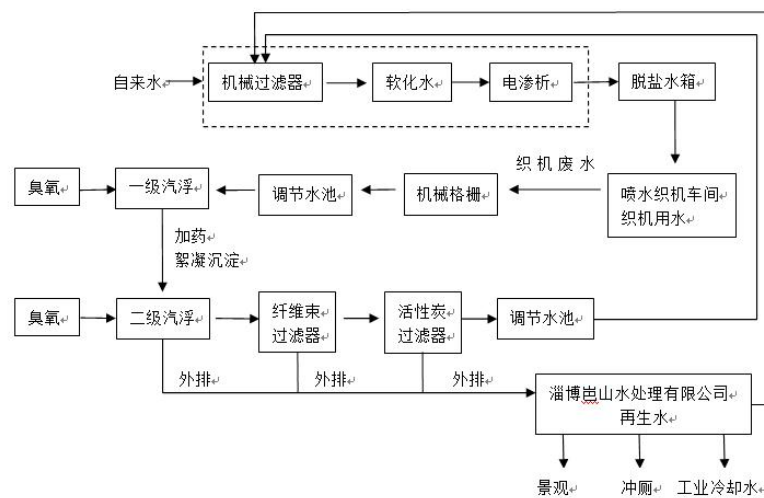 自来水
机械过滤器
软化水
电渗析
脱盐水箱
臭氧
一级汽浮
调节水池
机械格栅
织机废水
喷水织机车间
织机用水
加药
絮凝沉淀
臭氧
二级汽浮
纤维束
过滤器
活性炭
过滤器
调节水池
外排
外排
外排
淄博岜山水处理有限公司
再生水
景观
冲厕
工业冷却水